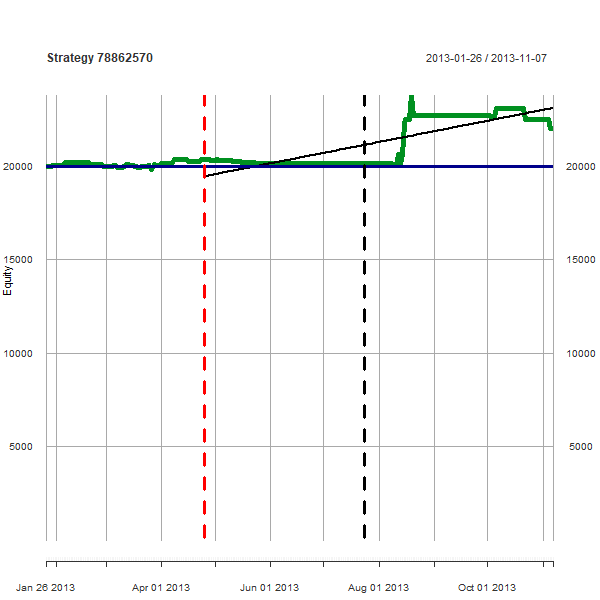 Strategy 78862570
2013-01-26 / 2013-11-07
20000
20000
15000
15000
Equity
10000
10000
5000
5000
Jan 26 2013
Apr 01 2013
Jun 01 2013
Aug 01 2013
Oct 01 2013